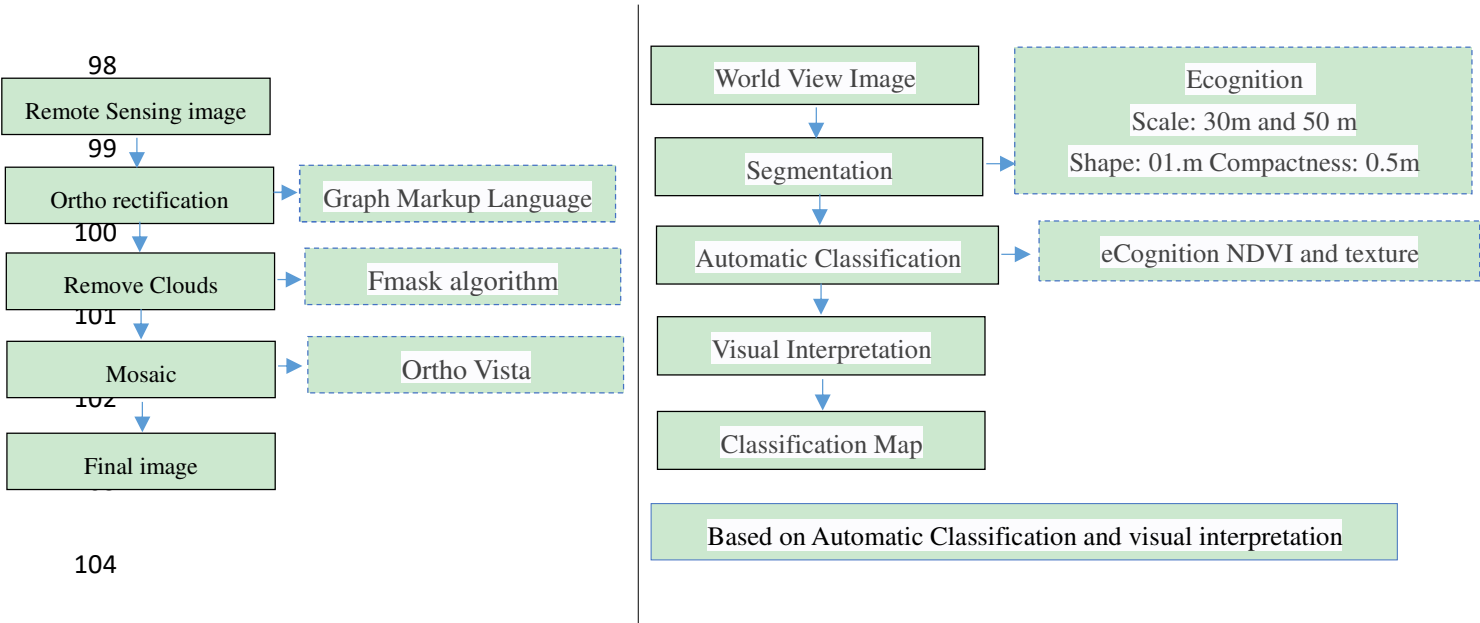 98
Remote Sensing image
99
Ortho rectification
Graph Markup Language
100
Remove Clouds
Fmask algorithm
101
Mosaic
Ortho Vista
102
Final image
104
World View Image
Ecognition
Scale: 30m and 50 m
Shape: 01.m Compactness: 0.5m
Segmentation
Automatic Classification
eCognition NDVI and texture
Visual Interpretation
Classification Map
Based on Automatic Classification and visual interpretation